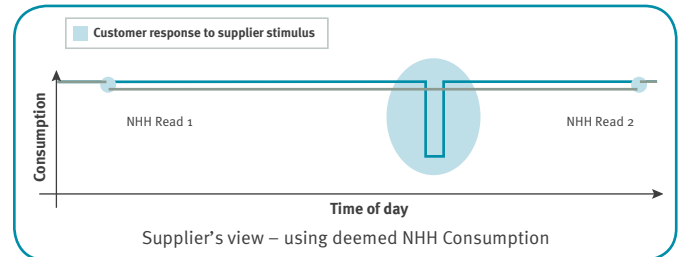 Customer response to supplier stimulus
Consumption
NHH Read 1
NHH Read 2
Time of day
Supplier’s view – using deemed NHH Consumption